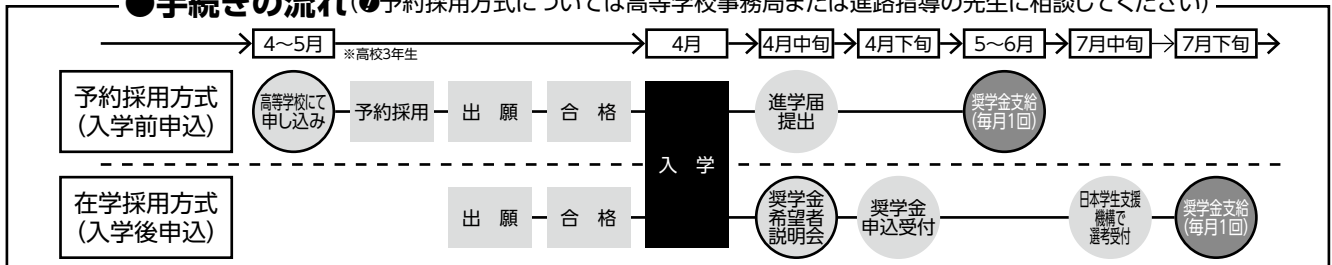 ●手続きの流れ(❼予約採用方式については高等学校事務局または進路指導の先生に相談してください)
4〜5月
※高校3年生
4月
4月中旬
4月下旬
5〜6月
7月中旬
7月下旬
予約採用方式
(入学前申込)
高等学校にて
申し込み
予約採用
出 願
合 格
入 学
進学届
提出
奨学金支給
(毎月1回)
在学採用方式
(入学後申込)
出 願
合 格
奨学金
希望者
説明会
奨学金
申込受付
日本学生支援
機構で
選考受付
奨学金支給
(毎月1回)